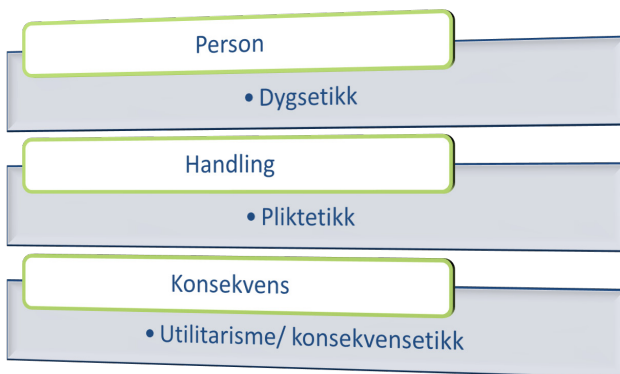 Person
• Dygsetikk
Handling
• Pliktetikk
Konsekvens
• Utilitarisme/ konsekvensetikk